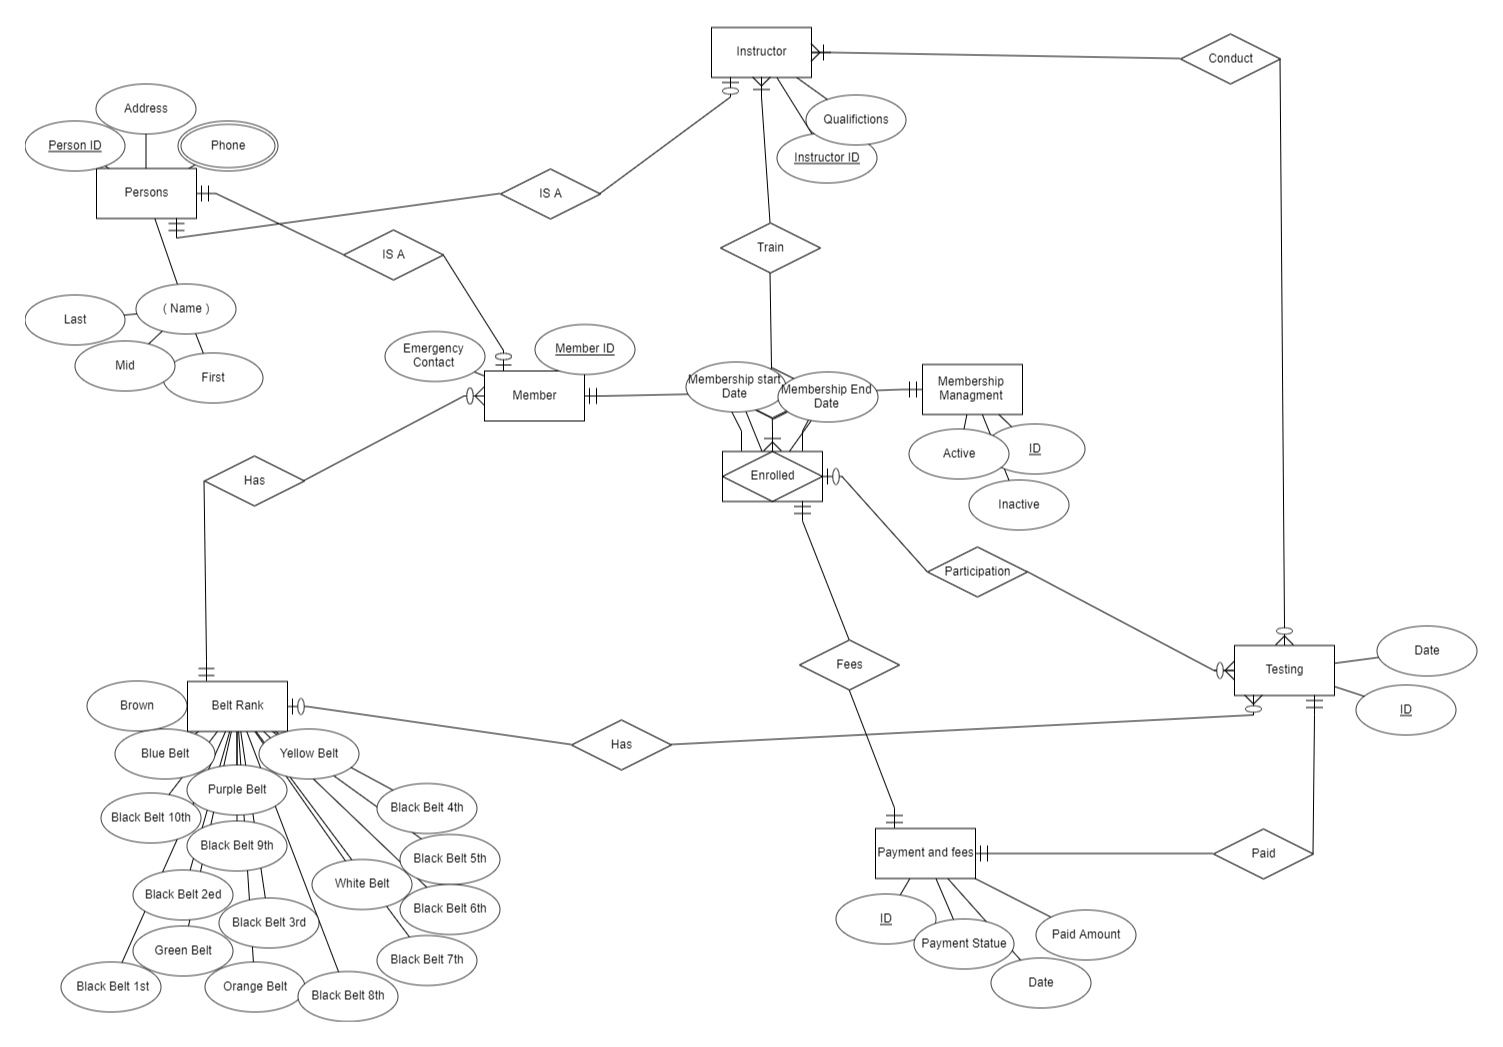 Instructor
Conduct
Address
Qualifictions
Person ID
Phone
Instructor ID
Persons
IS A
Train
IS A
( Name )
Last
Mid
First
Emergency
Contact
Member ID
Member
Membership start
Date
Membership End
Date
Membership
Managment
Active
ID
Inactive
Has
Enrolled
Participation
Fees
Testing
Date
ID
Brown
Belt Rank
Has
Blue Belt
Yellow Belt
Purple Belt
Black Belt 4th
Black Belt 10th
Black Belt 9th
Black Belt 5th
White Belt
Black Belt 2ed
Black Belt 6th
Black Belt 3rd
Green Belt
Black Belt 7th
Black Belt 1st
Orange Belt
Black Belt 8th
Payment and fees
Paid
ID
Payment Statue
Paid Amount
Date